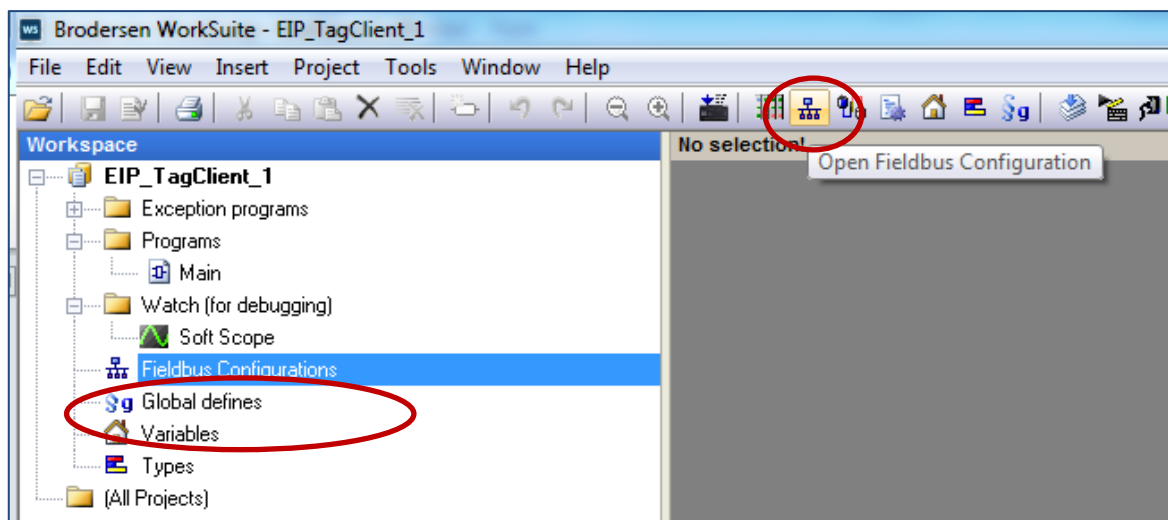 WS Brodersen WorkSuite - EIP_TagClient_1
File Edit View Insert Project Tools Window Help
§g
Workspace
No selection!
Open Fieldbus Configuration
EIP_TagClient_1
Exception programs
Programs
Main
Watch (for debugging)
Soft Scope
Fieldbus Configurations
§g Global defines
Variables
Types
(All Projects)